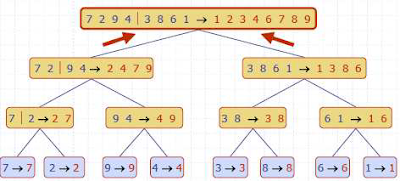 7 2 9 4 | 3 8 6 1 → 1 2 3 4 6 7 8 9
7 2 | 9 4 → 2 4 7 9
3 8 6 1 → 1 3 8 6
7 | 2 → 2 7
9 4 → 4 9
3 8 → 3 8
6 1 → 1 6
7 → 7
2 → 2
9 → 9
4 → 4
3 → 3
8 → 8
6 → 6
1 → 1